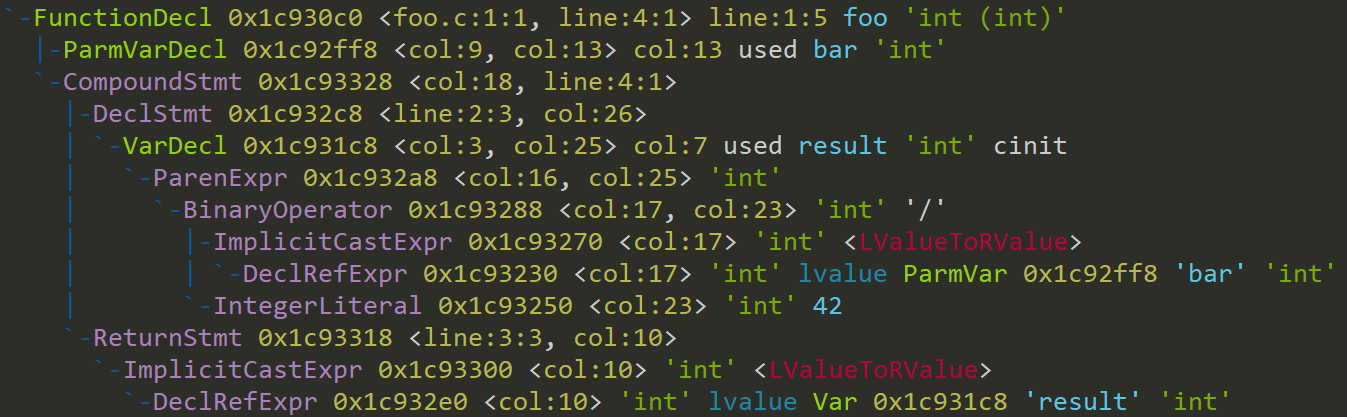 `-FunctionDecl 0x1c930c0 <foo.c:1:1, line:4:1> line:1:5 foo 'int (int)'
  |-ParmVarDecl 0x1c92ff8 <col:9, col:13> col:13 used bar 'int'
  `-CompoundStmt 0x1c93328 <col:18, line:4:1>
    |-DeclStmt 0x1c932c8 <line:2:3, col:26>
    | `-VarDecl 0x1c931c8 <col:3, col:25> col:7 used result 'int' cinit
    |   `-ParenExpr 0x1c932a8 <col:16, col:25> 'int'
    |     `-BinaryOperator 0x1c93288 <col:17, col:23> 'int' '/'
    |       |-ImplicitCastExpr 0x1c93270 <col:17> 'int' <LValueToRValue>
    |       | `-DeclRefExpr 0x1c93230 <col:17> 'int' lvalue ParmVar 0x1c92ff8 'bar' 'int'
    |       `-IntegerLiteral 0x1c93250 <col:23> 'int' 42
    `-ReturnStmt 0x1c93318 <line:3:3, col:10>
      `-ImplicitCastExpr 0x1c93300 <col:10> 'int' <LValueToRValue>
        `-DeclRefExpr 0x1c932e0 <col:10> 'int' lvalue Var 0x1c931c8 'result' 'int'